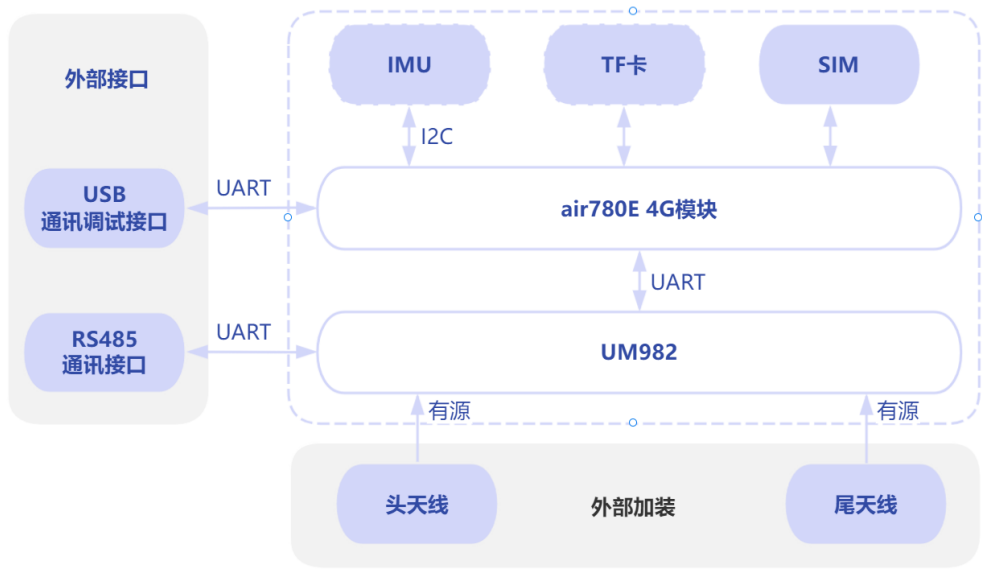 外部接口
IMU
TF卡
SIM
I2C
USB
通讯调试接口
UART
air780E 4G模块
UART
RS485
通讯接口
UART
UM982
有源
有源
头天线
外部加装
尾天线